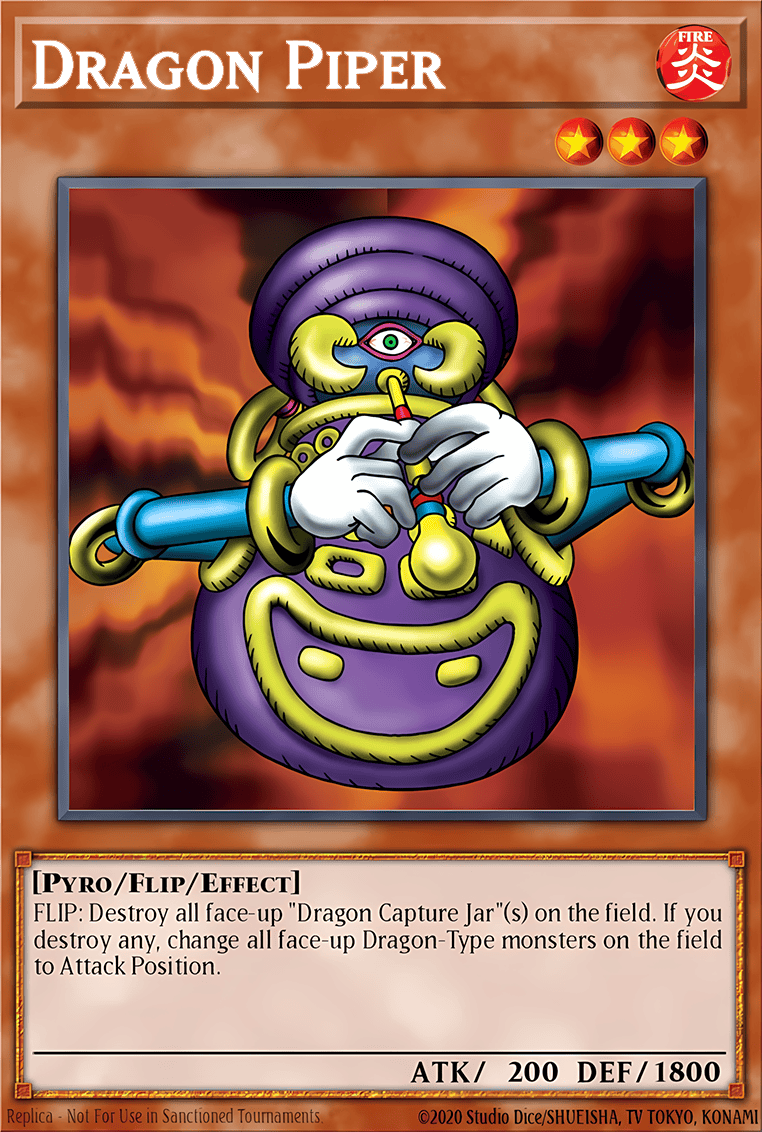 Dragon Piper
FIRE
炎
[Pyro/Flip/Effect]
FLIP: Destroy all face-up "Dragon Capture Jar"(s) on the field. If you
destroy any, change all face-up Dragon-Type monsters on the field
to Attack Position.
ATK/ 200 DEF/1800
Replica - Not For Use in Sanctioned Tournaments.
©2020 Studio Dice/SHUEISHA, TV TOKYO, KONAMI